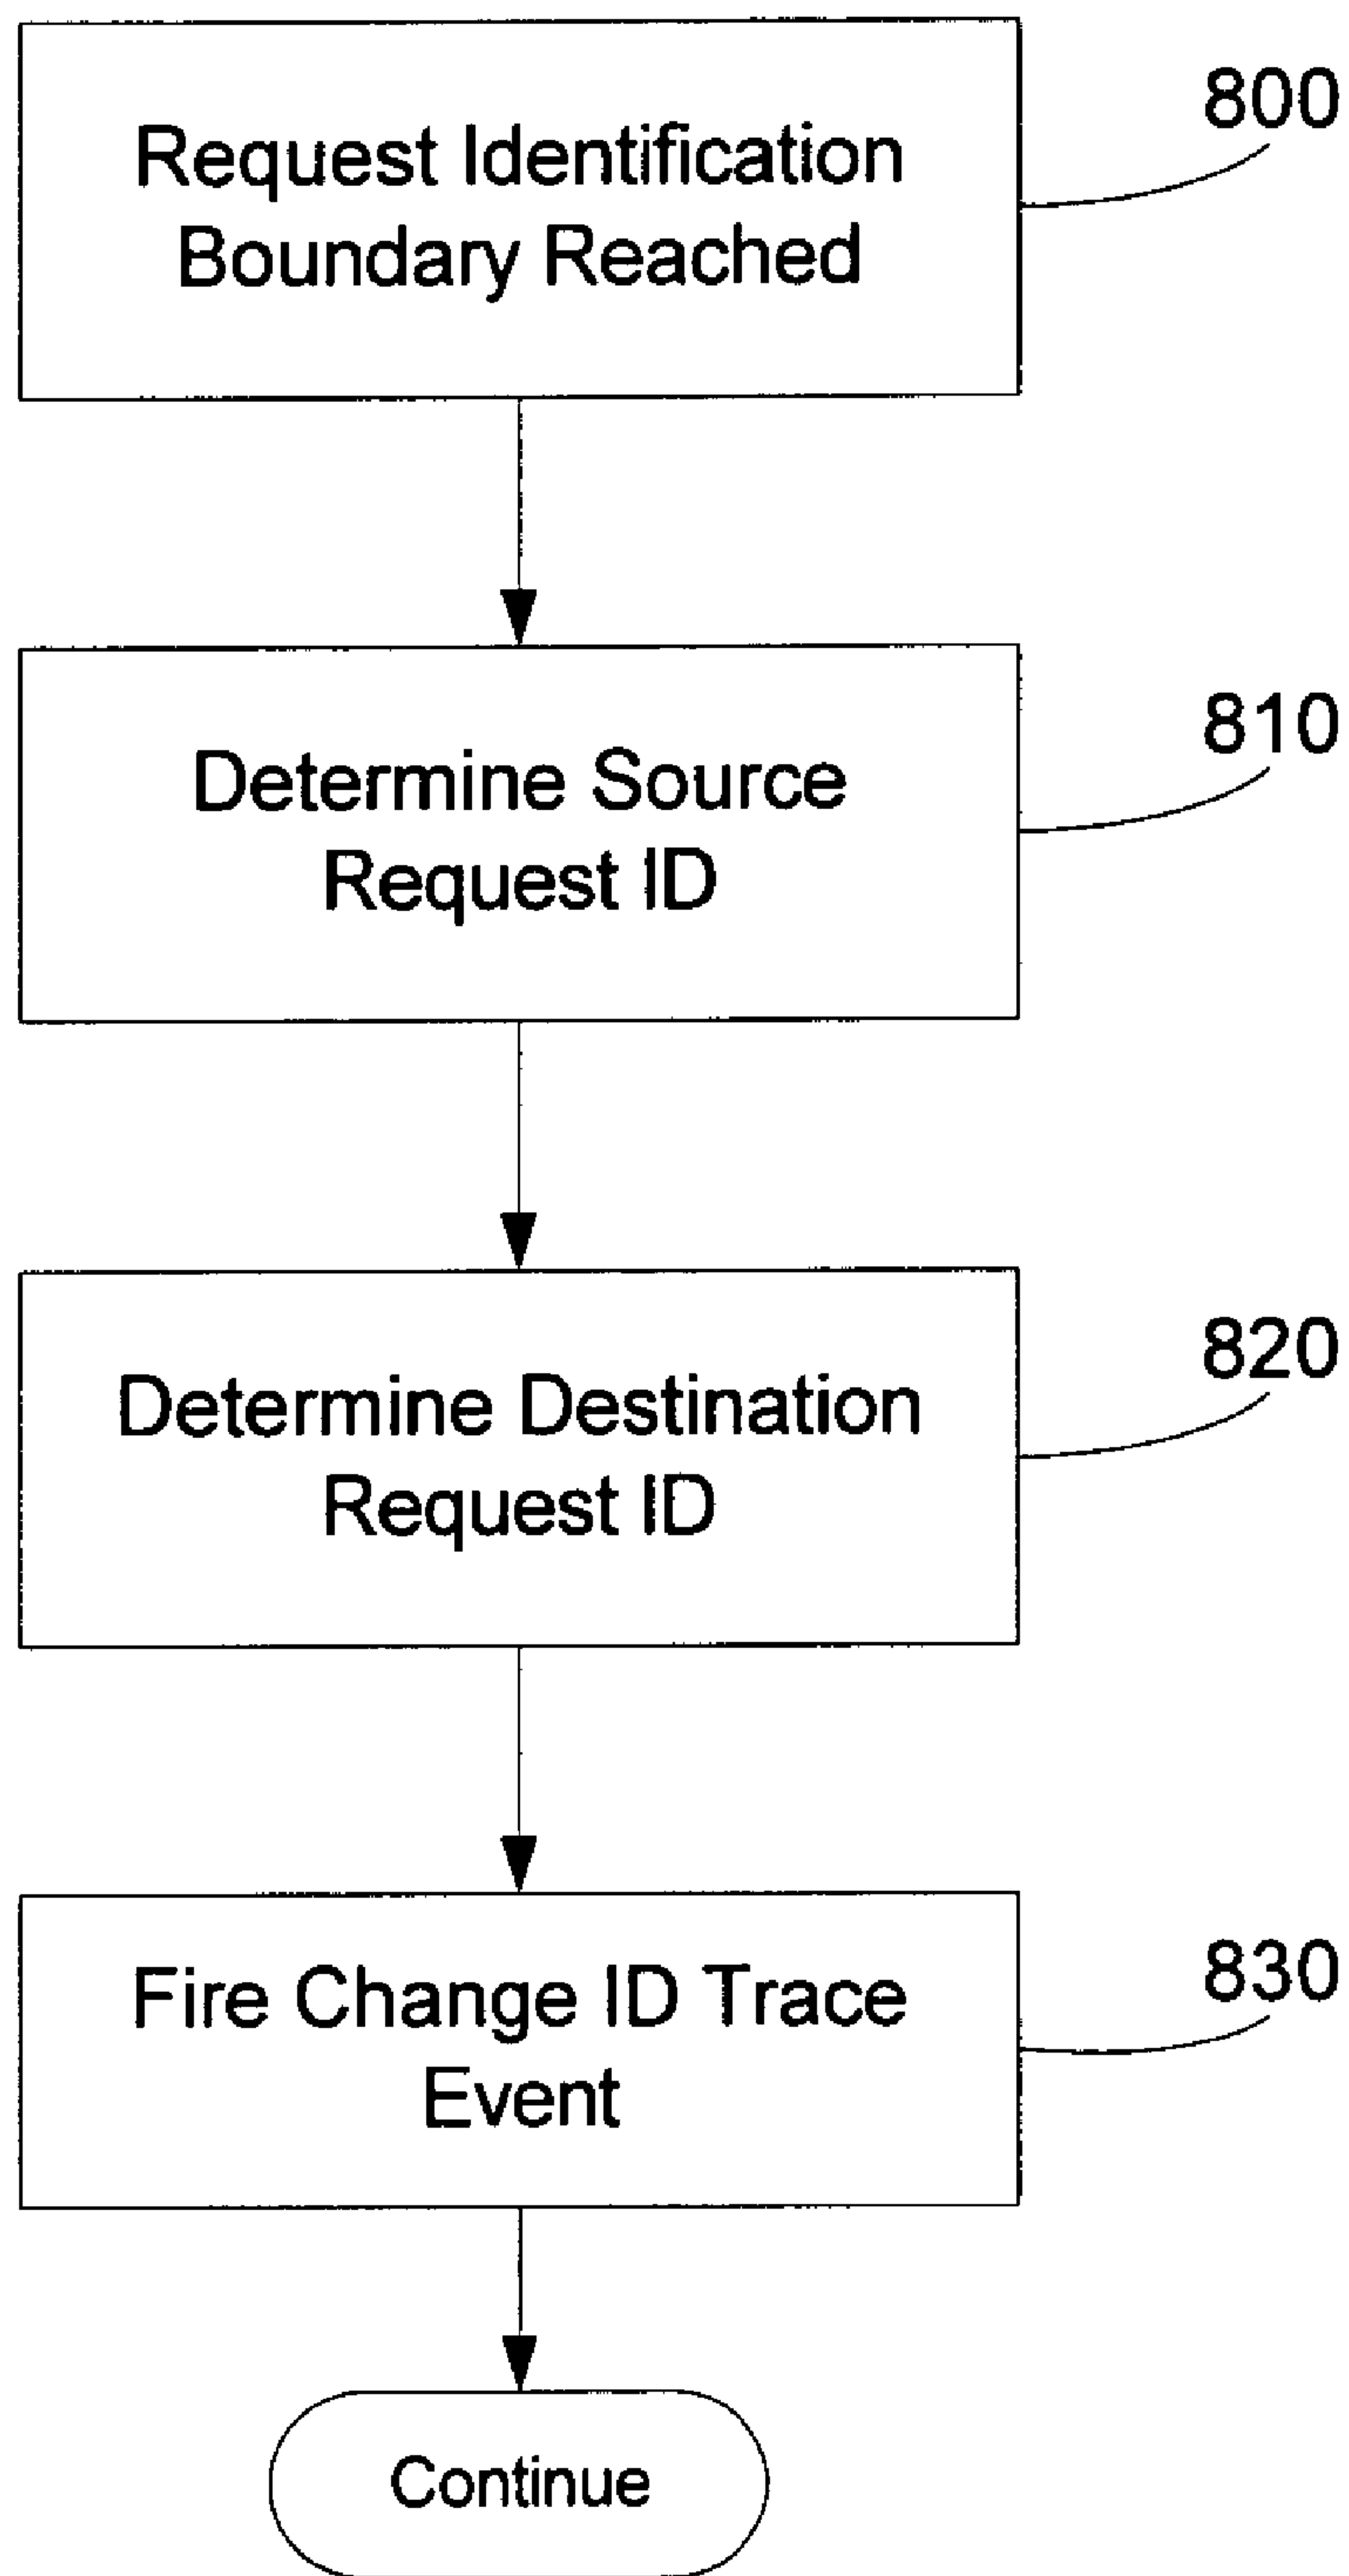 Request Identification
Boundary Reached
800
Determine Source
Request ID
810
Determine Destination
Request ID
820
Fire Change ID Trace
Event
830
Continue